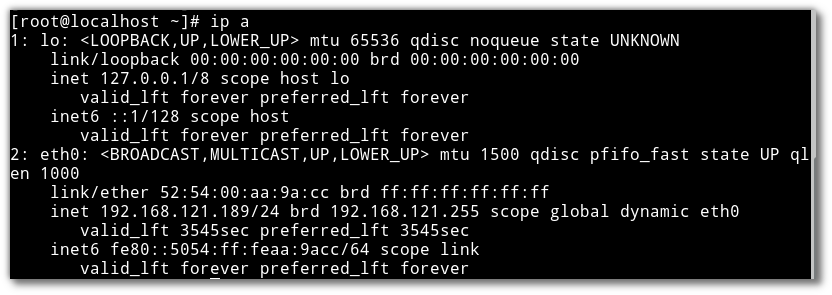 [root@localhost ~]# ip a
1: lo: <LOOPBACK,UP,LOWER_UP> mtu 65536 qdisc noqueue state UNKNOWN
    link/loopback 00:00:00:00:00:00 brd 00:00:00:00:00:00
    inet 127.0.0.1/8 scope host lo
       valid_lft forever preferred_lft forever
    inet6 ::1/128 scope host
       valid_lft forever preferred_lft forever
2: eth0: <BROADCAST,MULTICAST,UP,LOWER_UP> mtu 1500 qdisc pfifo_fast state UP ql
en 1000
    link/ether 52:54:00:aa:9a:cc brd ff:ff:ff:ff:ff:ff
    inet 192.168.121.189/24 brd 192.168.121.255 scope global dynamic eth0
       valid_lft 3545sec preferred_lft 3545sec
    inet6 fe80::5054:ff:feaa:9acc/64 scope link
       valid_lft forever preferred_lft forever